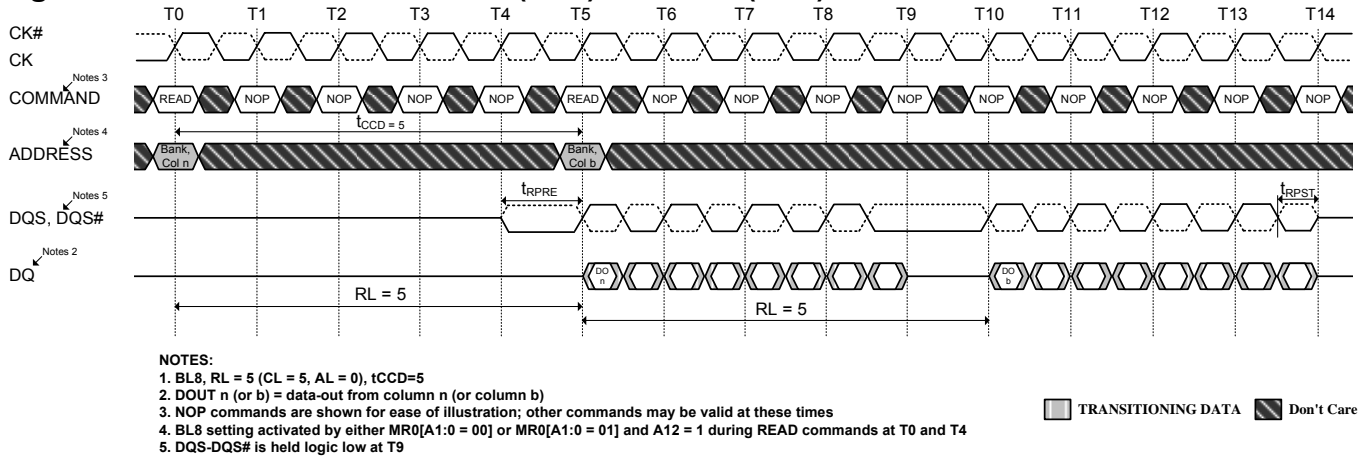 T0 T1 T2 T3 T4 T5 T6 T7 T8 T9 T10 T11 T12 T13 T14
CK#
CK
Notes 3
COMMAND
READ NOP NOP NOP NOP READ NOP NOP NOP NOP NOP NOP NOP NOP NOP
tCCD = 5
Notes 4
ADDRESS
Bank, Col n
Bank, Col b
tRPRE
tRPST
Notes 5
DQS, DQS#
Notes 2
DQ
DO n
DO b
RL = 5
RL = 5
NOTES:
1. BL8, RL = 5 (CL = 5, AL = 0), tCCD=5
2. DOUT n (or b) = data-out from column n (or column b)
3. NOP commands are shown for ease of illustration; other commands may be valid at these times
4. BL8 setting activated by either MR0[A1:0 = 00] or MR0[A1:0 = 01] and A12 = 1 during READ commands at T0 and T4
5. DQS-DQS# is held logic low at T9
TRANSITIONING DATA
Don't Care